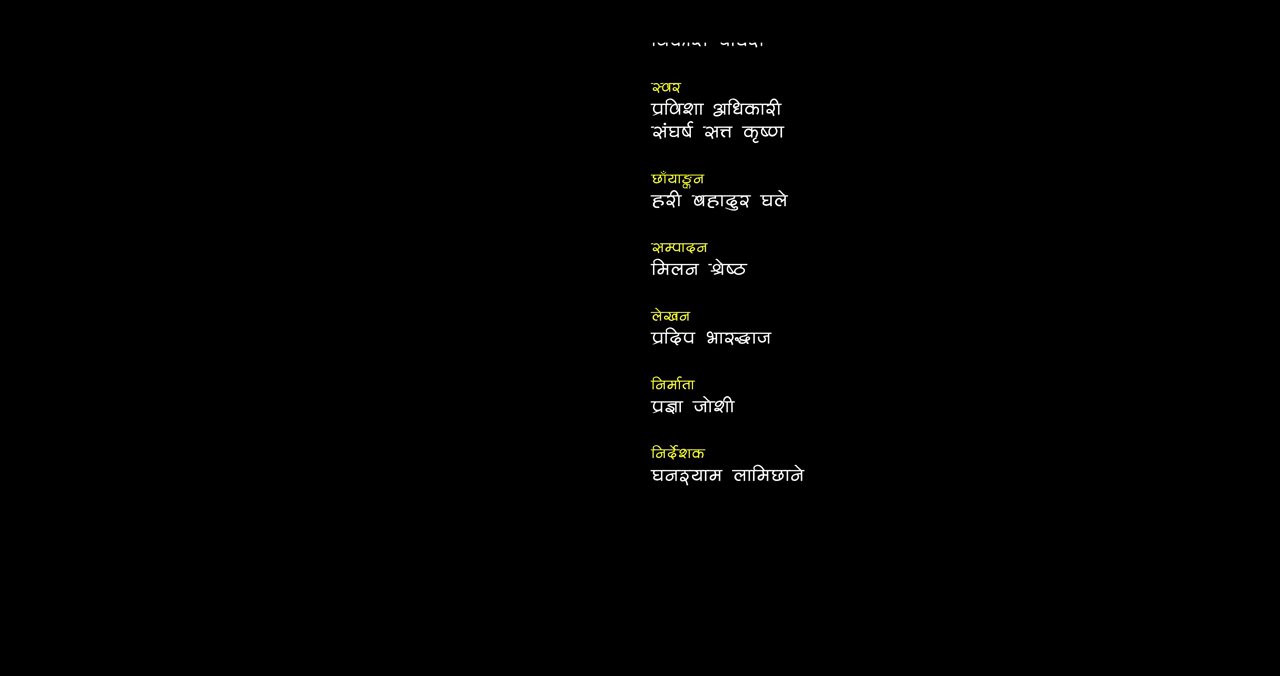 स्वर
प्रविशा अधिकारी
संघर्ष सत्त कृष्ण
छाँयाङ्कन
हरी बहादुर घले
सम्पादन
मिलन श्रेष्ठ
लेखन
प्रदिप भारद्धाज
निर्माता
प्रज्ञा जोशी
निर्देशक
घनश्याम लामिछाने